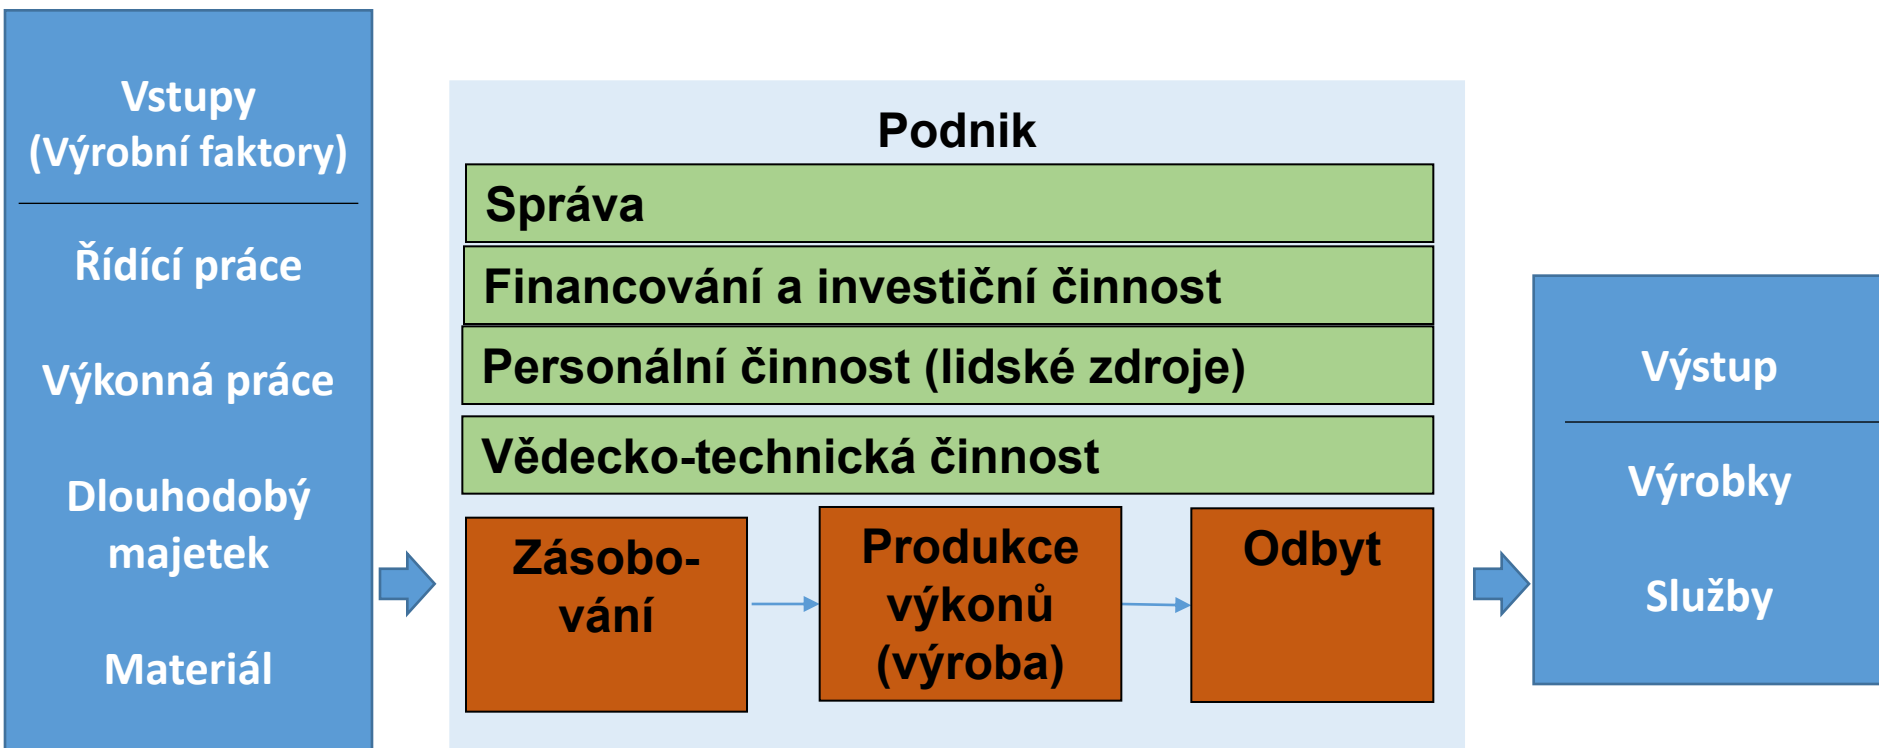 Vstupy
(Výrobní faktory)
Řídící práce
Výkonná práce
Dlouhodobý
majetek
Materiál
Podnik
Správa
Financování a investiční činnost
Personální činnost (lidské zdroje)
Vědecko-technická činnost
Zásobo-
vání
Produkce
výkonů
(výroba)
Odbyt
Výstup
Výrobky
Služby